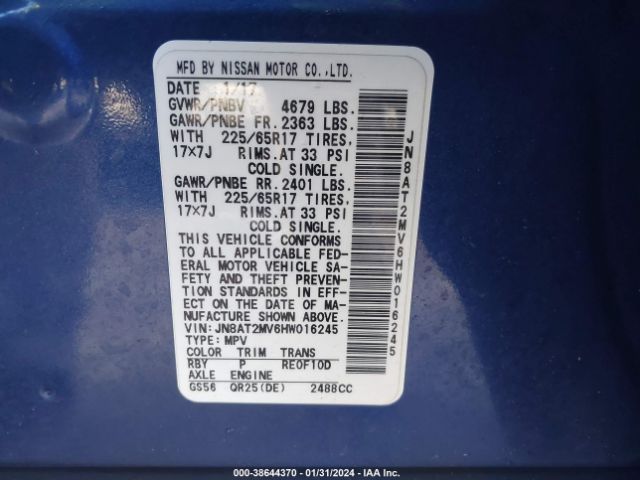 MFD BY NISSAN MOTOR CO.,LTD.
DATE 1/17
GVWR/PNBV 4679 LBS.
GAWR/PNBE FR. 2363 LBS.
WITH 225/65R17 TIRES,
17×7J RIMS.AT 33 PSI
COLD SINGLE.
GAWR/PNBE RR. 2401 LBS.
WITH 225/65R17 TIRES,
17×7J RIMS.AT 33 PSI
COLD SINGLE.
THIS VEHICLE CONFORMS
TO ALL APPLICABLE FED-
ERAL MOTOR VEHICLE SA-
FETY AND THEFT PREVEN-
TION STANDARDS IN EFF-
ECT ON THE DATE OF MA-
NUFACTURE SHOWN ABOVE.
VIN:JN8AT2MV6HW016245
TYPE:MPV
COLOR TRIM TRANS
RBY P RE0F10D
AXLE ENGINE
GS56 QR25(DE) 2488CC
JN8AT2MV6HW016245
000-38644370 - 01/31/2024 - IAA Inc.